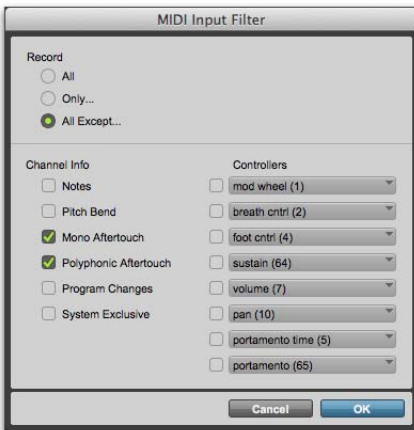 MIDI Input Filter
Record
All
Only...
All Except...
Channel Info
Notes
Pitch Bend
Mono Aftertouch
Polyphonic Aftertouch
Program Changes
System Exclusive
Controllers
mod wheel (1)
breath cntrl (2)
foot cntrl (4)
sustain (64)
volume (7)
pan (10)
portamento time (5)
portamento (65)
Cancel
OK